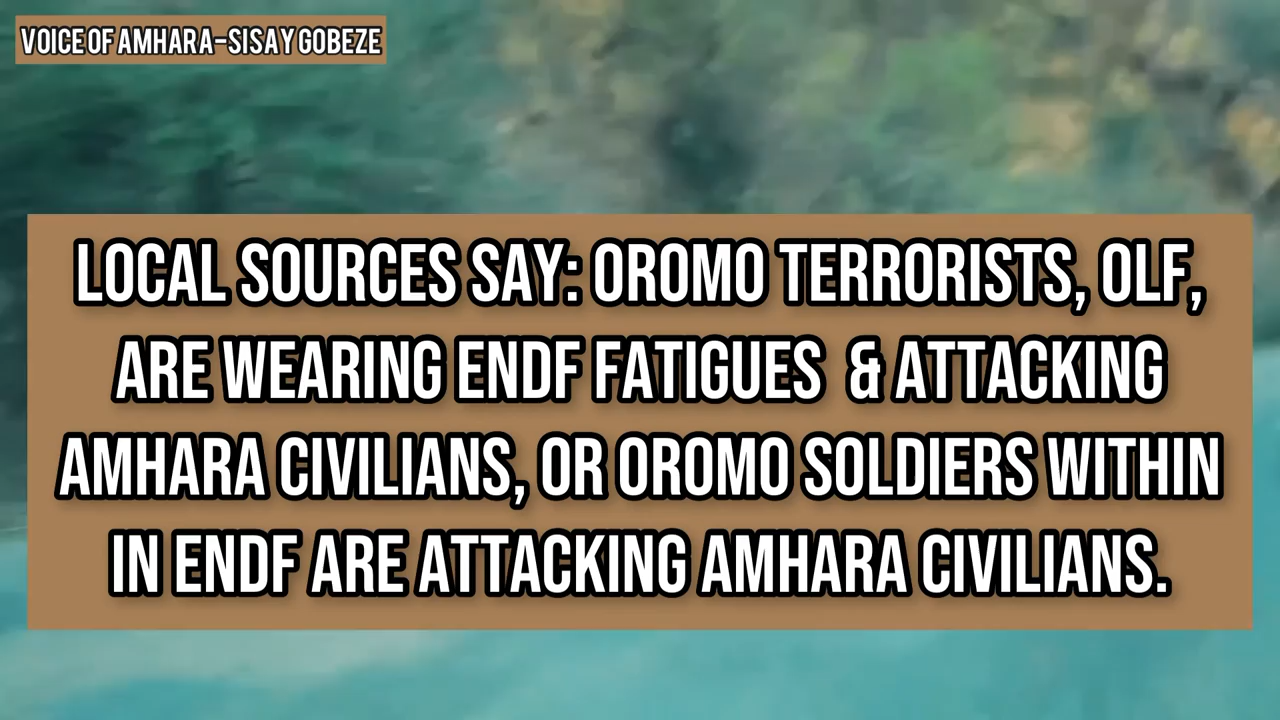 VOICE OF AMHARA-SISAY GOBEZE
LOCAL SOURCES SAY: OROMO TERRORISTS, OLF,
ARE WEARING ENDF FATIGUES & ATTACKING
AMHARA CIVILIANS, OR OROMO SOLDIERS WITHIN
IN ENDF ARE ATTACKING AMHARA CIVILIANS.